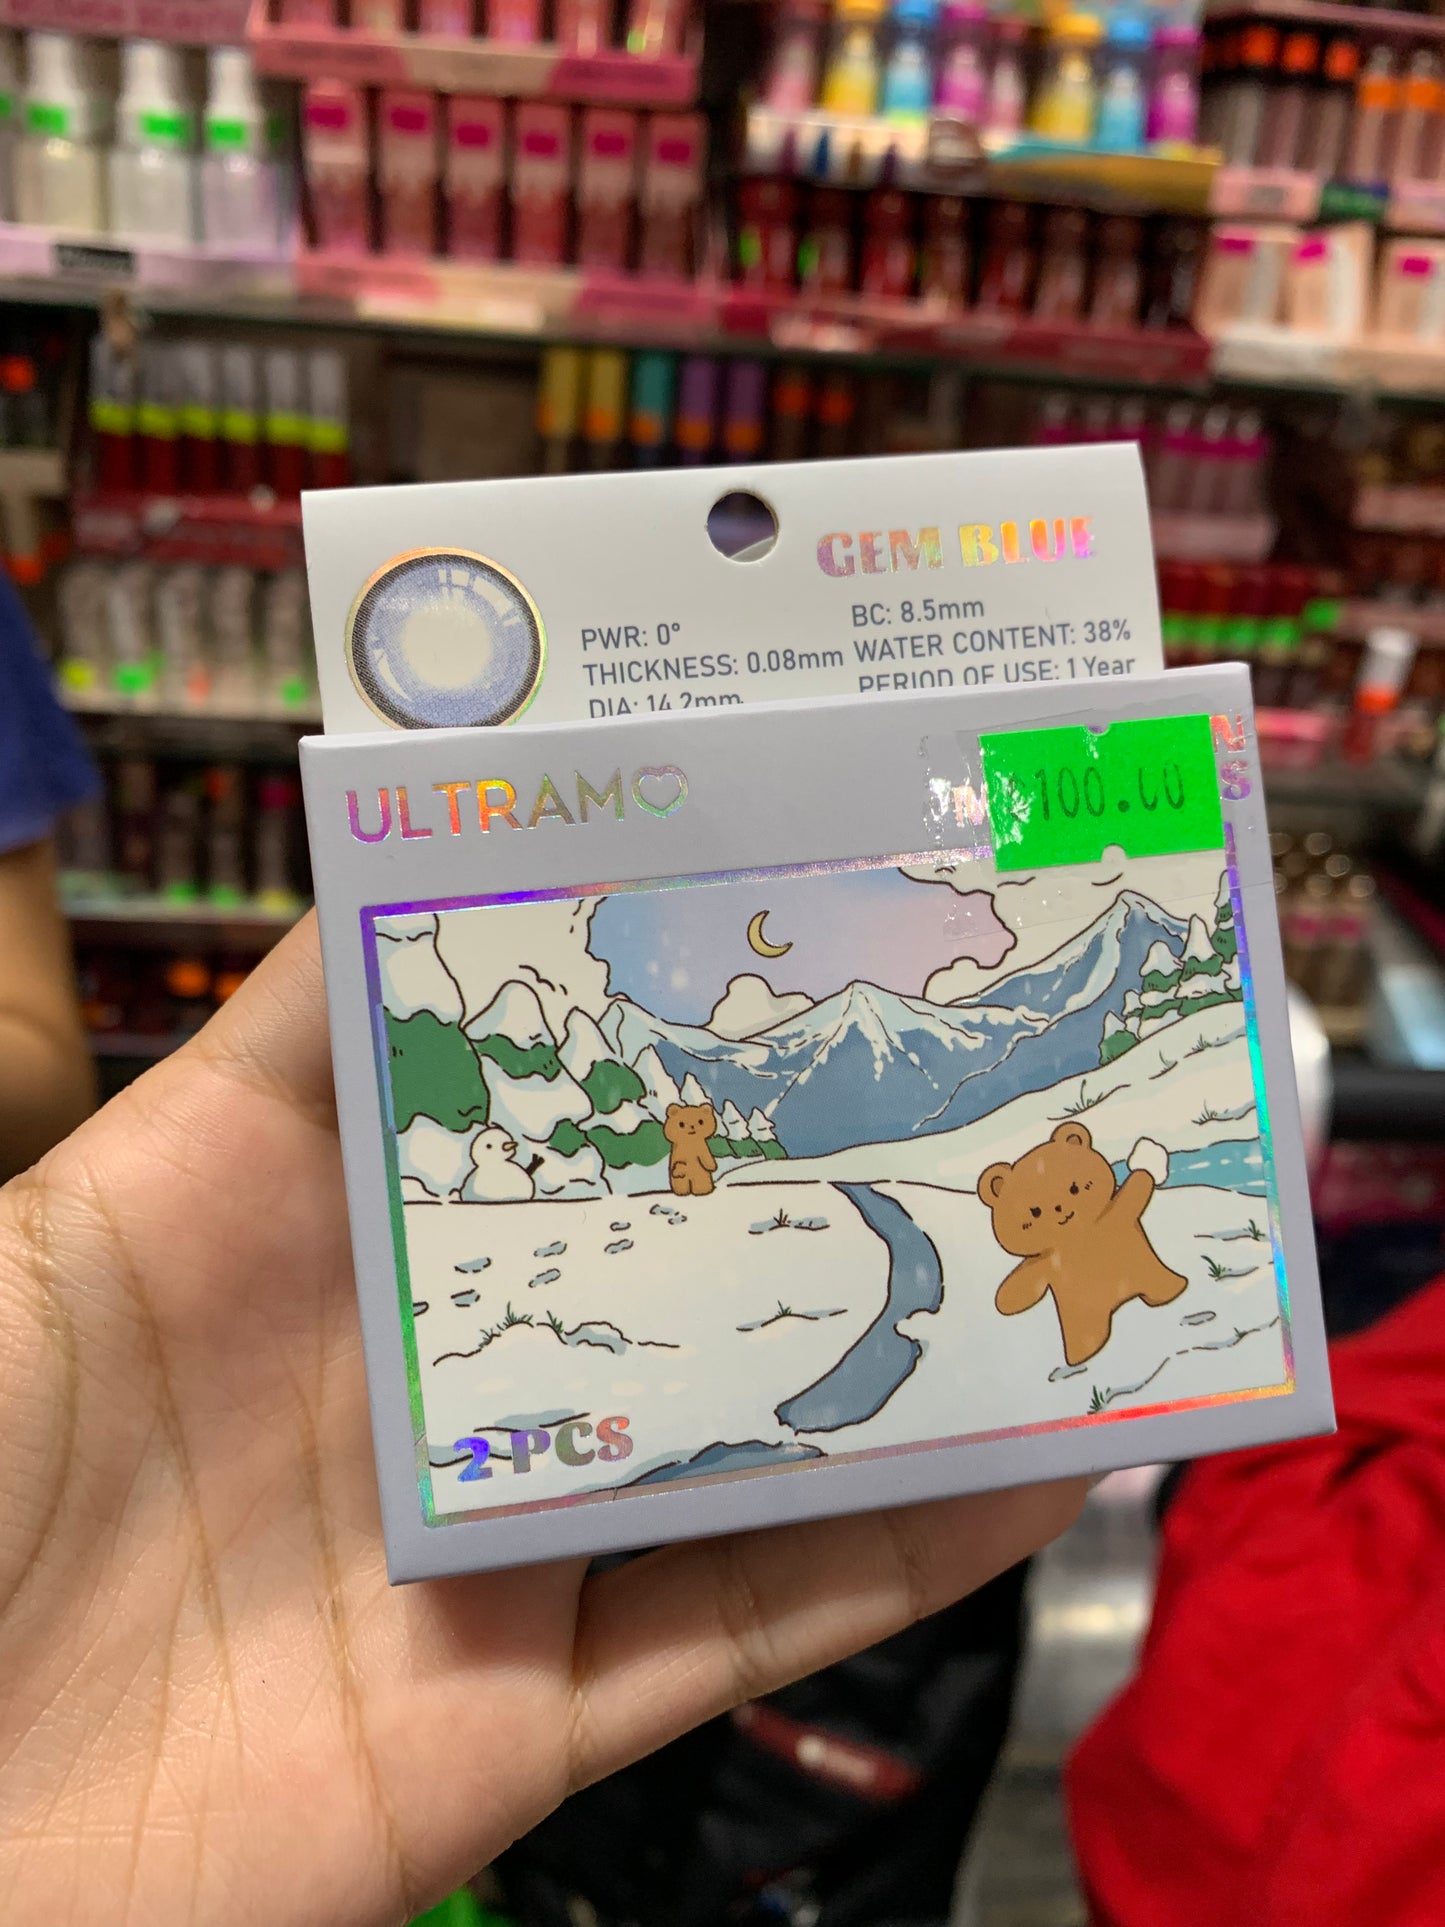 GEM BLUE
PWR: 0°
THICKNESS: 0.08mm
DIA: 14.2mm
BC: 8.5mm
WATER CONTENT: 38%
PERIOD OF USE: 1 Year
ULTRAMO
100.00
2 PCS